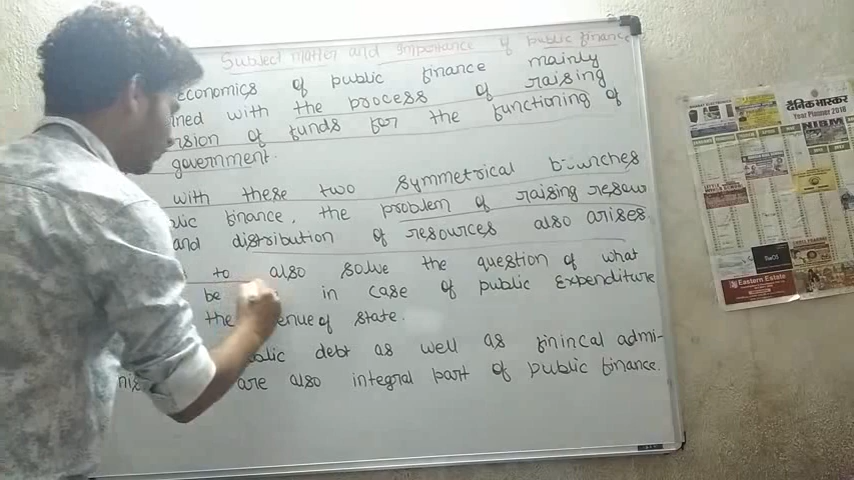 Subject matter and importance of public finance
economics of public finance mainly
ned with the process of raising
rsion of funds for the functioning of
government.
with these two symmetrical branches
lic finance, the problem of raising resou
and distribution of resources also arises.
to also solve the question of what
be in case of public expenditure
the enue of state.
blic debt as well as finincal admi-
are also integral part of public finance.
दैनिक भास्कर
Year Planner 2018
NIBM
Eastern Estate